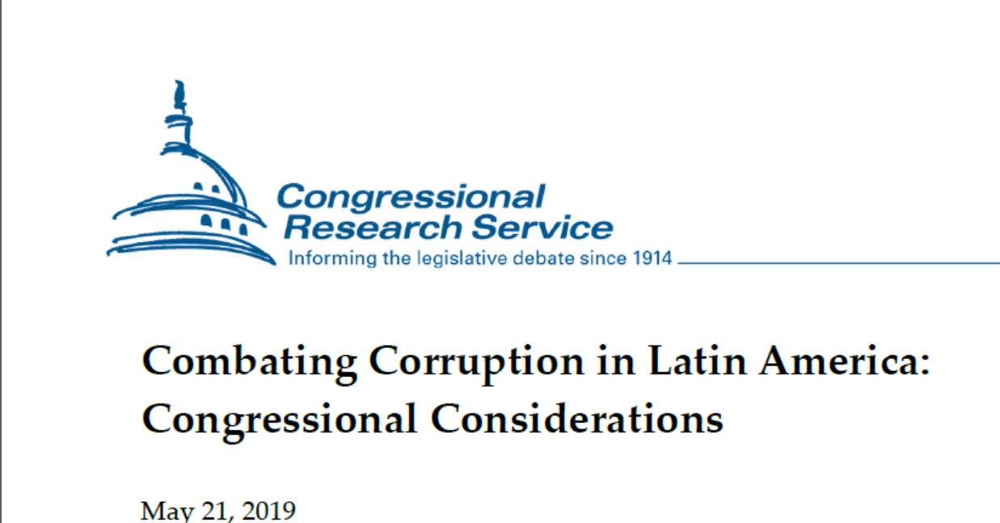 Congressional
Research Service
Informing the legislative debate since 1914
Combating Corruption in Latin America:
Congressional Considerations
May 21, 2019